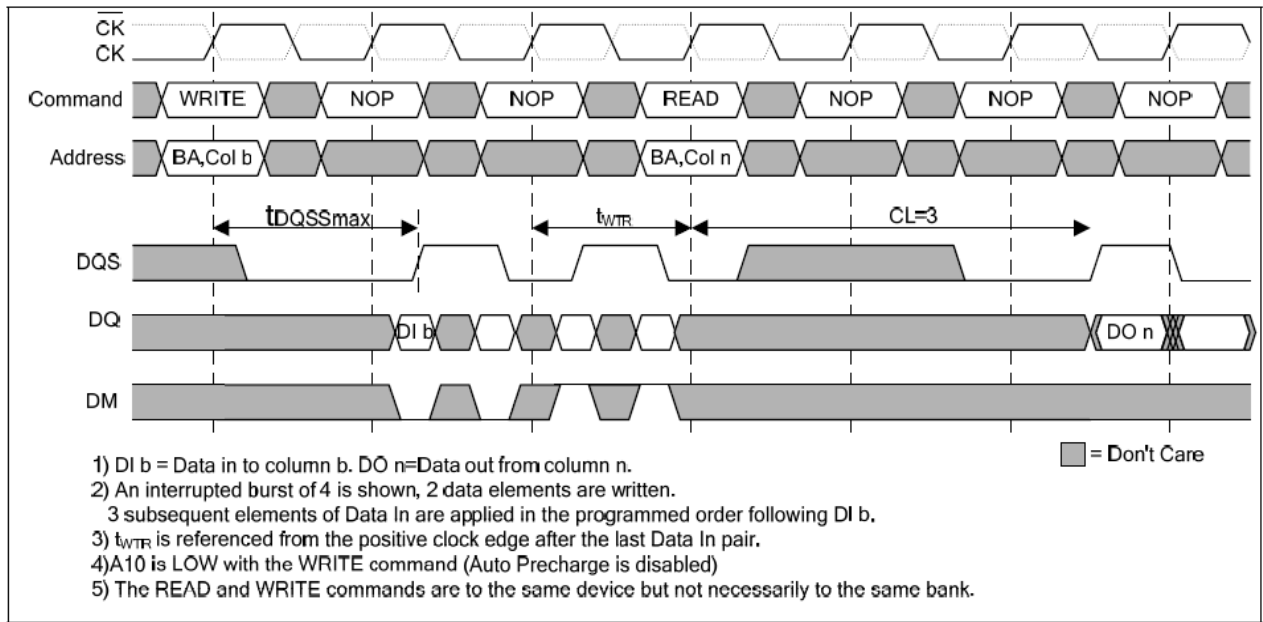 CK
CK
Command WRITE NOP NOP READ NOP NOP NOP
Address BA,Col b BA,Col n
tDQSSmax tWTR CL=3
DQS
DQ DI b DO n
DM
= Don't Care
1) DI b = Data in to column b. DO n=Data out from column n.
2) An interrupted burst of 4 is shown, 2 data elements are written.
3 subsequent elements of Data In are applied in the programmed order following DI b.
3) tWTR is referenced from the positive clock edge after the last Data In pair.
4)A10 is LOW with the WRITE command (Auto Precharge is disabled)
5) The READ and WRITE commands are to the same device but not necessarily to the same bank.